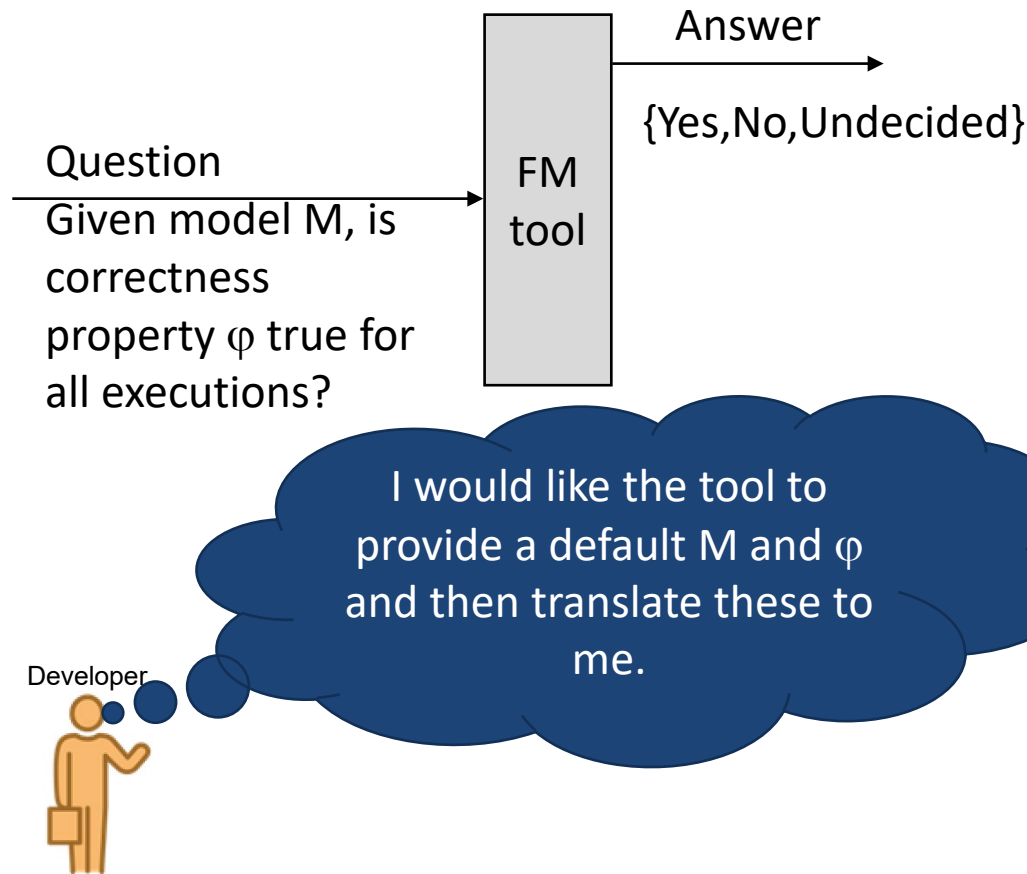 Answer
{Yes,No,Undecided}
Question
Given model M, is
correctness
property φ true for
all executions?
FM
tool
I would like the tool to
provide a default M and φ
and then translate these to
me.
Developer